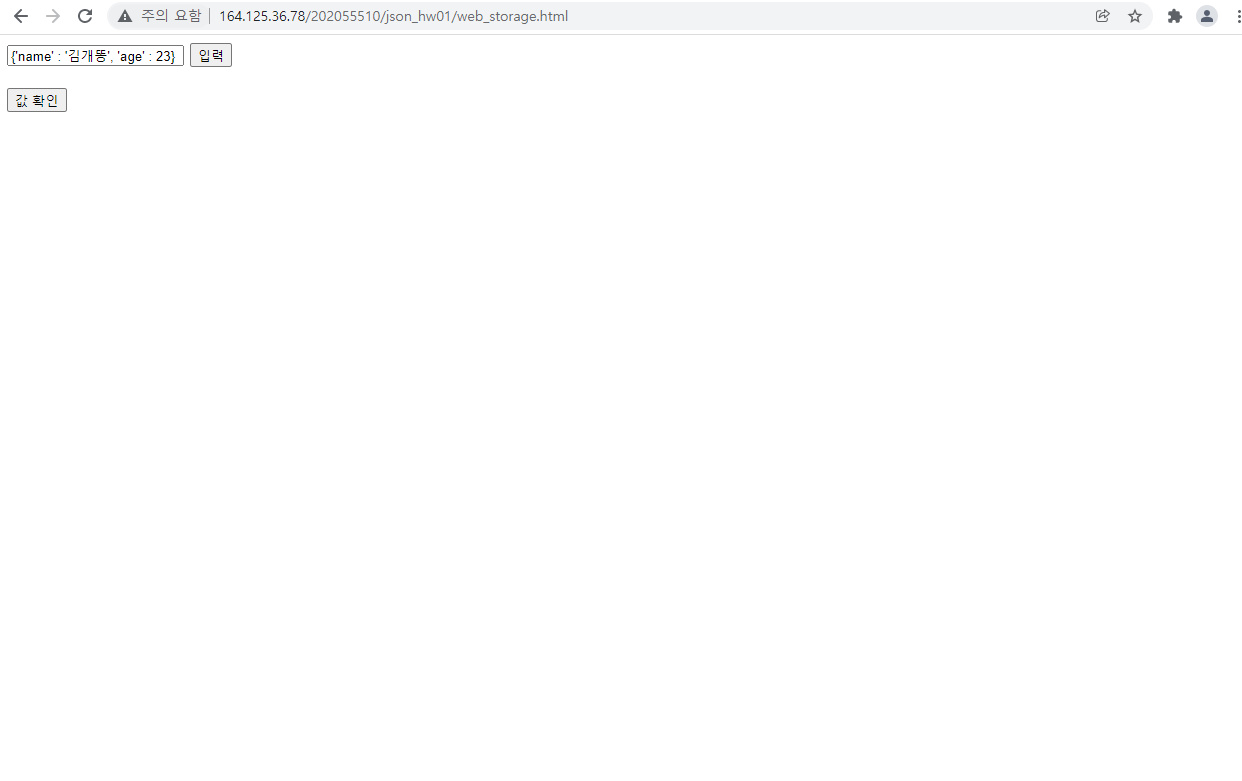 주의 요함 | 164.125.36.78/202055510/json_hw01/web_storage.html
{'name' : '김개똥', 'age' : 23} 입력
값 확인